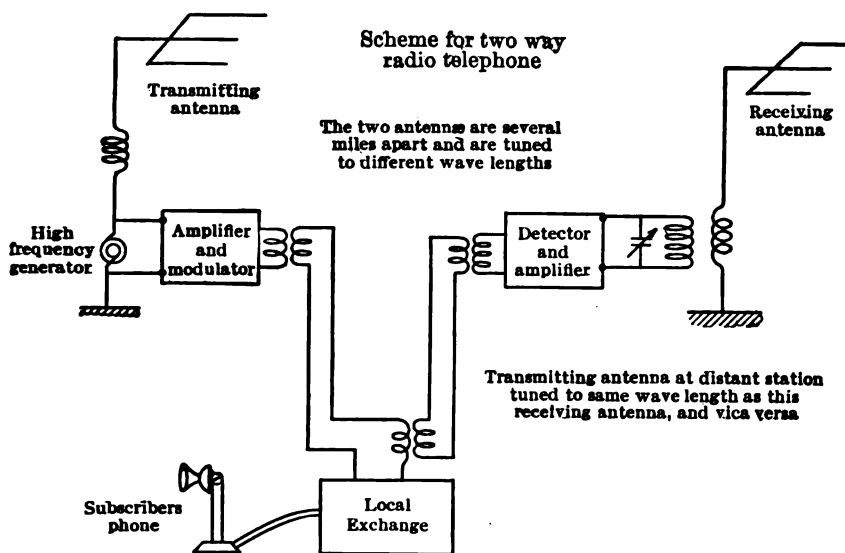 Scheme for two way
radio telephone
Transmitting
antenna
Receiving
antenna
The two antennæ are several
miles apart and are tuned
to different wave lengths
High
frequency
generator
Amplifier
and
modulator
Detector
and
amplifier
Transmitting antenna at distant station
tuned to same wave length as this
receiving antenna, and vica versa
Subscribers
phone
Local
Exchange